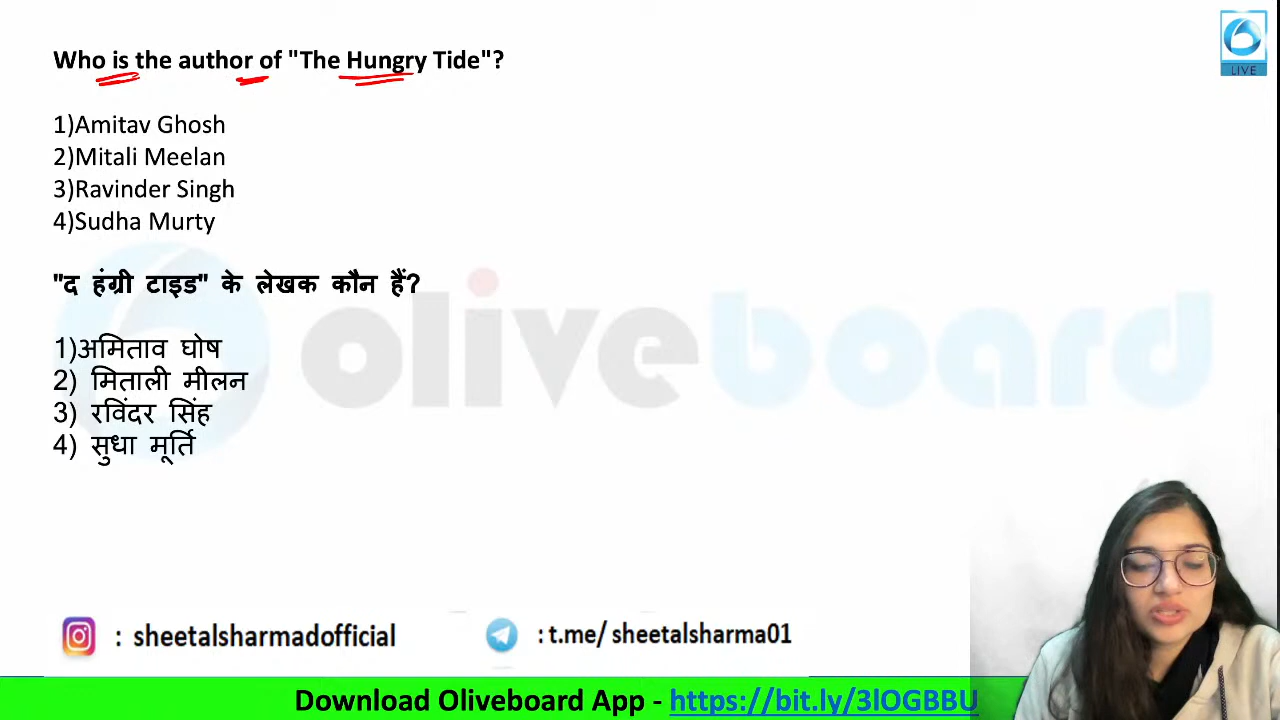 Who is the author of "The Hungry Tide"?
LIVE
1)Amitav Ghosh
2)Mitali Meelan
3)Ravinder Singh
4)Sudha Murty
"द हंग्री टाइड" के लेखक कौन हैं?
oliveboard
1)अमिताव घोष
2) मिताली मीलन
3) रविंदर सिंह
4) सुधा मूर्ति
: sheetalsharmadofficial
: t.me/ sheetalsharma01
Download Oliveboard App - https://bit.ly/3lOGBBU